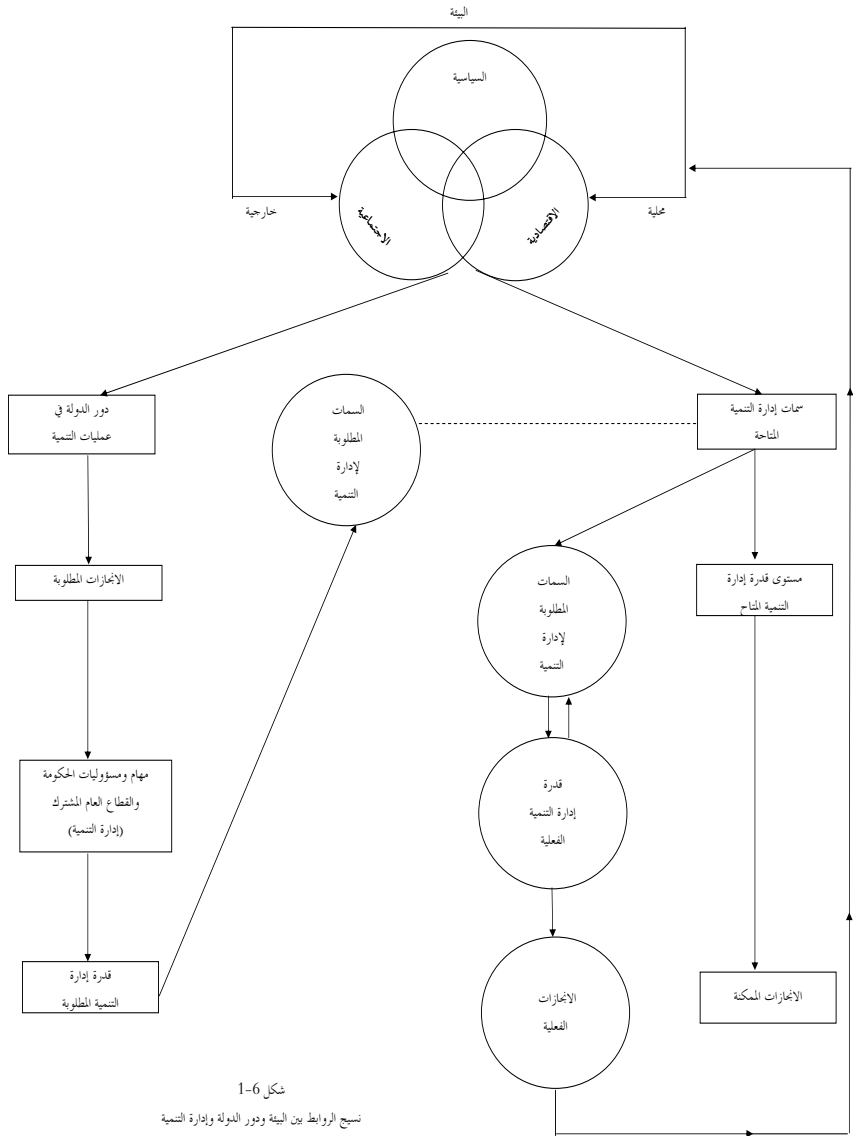 البيئة
السياسية
الاجتماعية
الاقتصادية
خارجية
محلية
دور الدولة في
عمليات التنمية
السمات
المطلوبة
لإدارة
التنمية
سمات إدارة التنمية
المتاحة
الانجازات المطلوبة
السمات
المطلوبة
لإدارة
التنمية
مستوى قدرة إدارة
التنمية المتاح
مهام ومسؤوليات الحكومة
والقطاع العام المشترك
(إدارة التنمية)
قدرة
إدارة التنمية
الفعلية
قدرة إدارة
التنمية المطلوبة
الانجازات
الفعلية
الانجازات الممكنة
شكل 6-1
نسيج الروابط بين البيئة ودور الدولة وإدارة التنمية